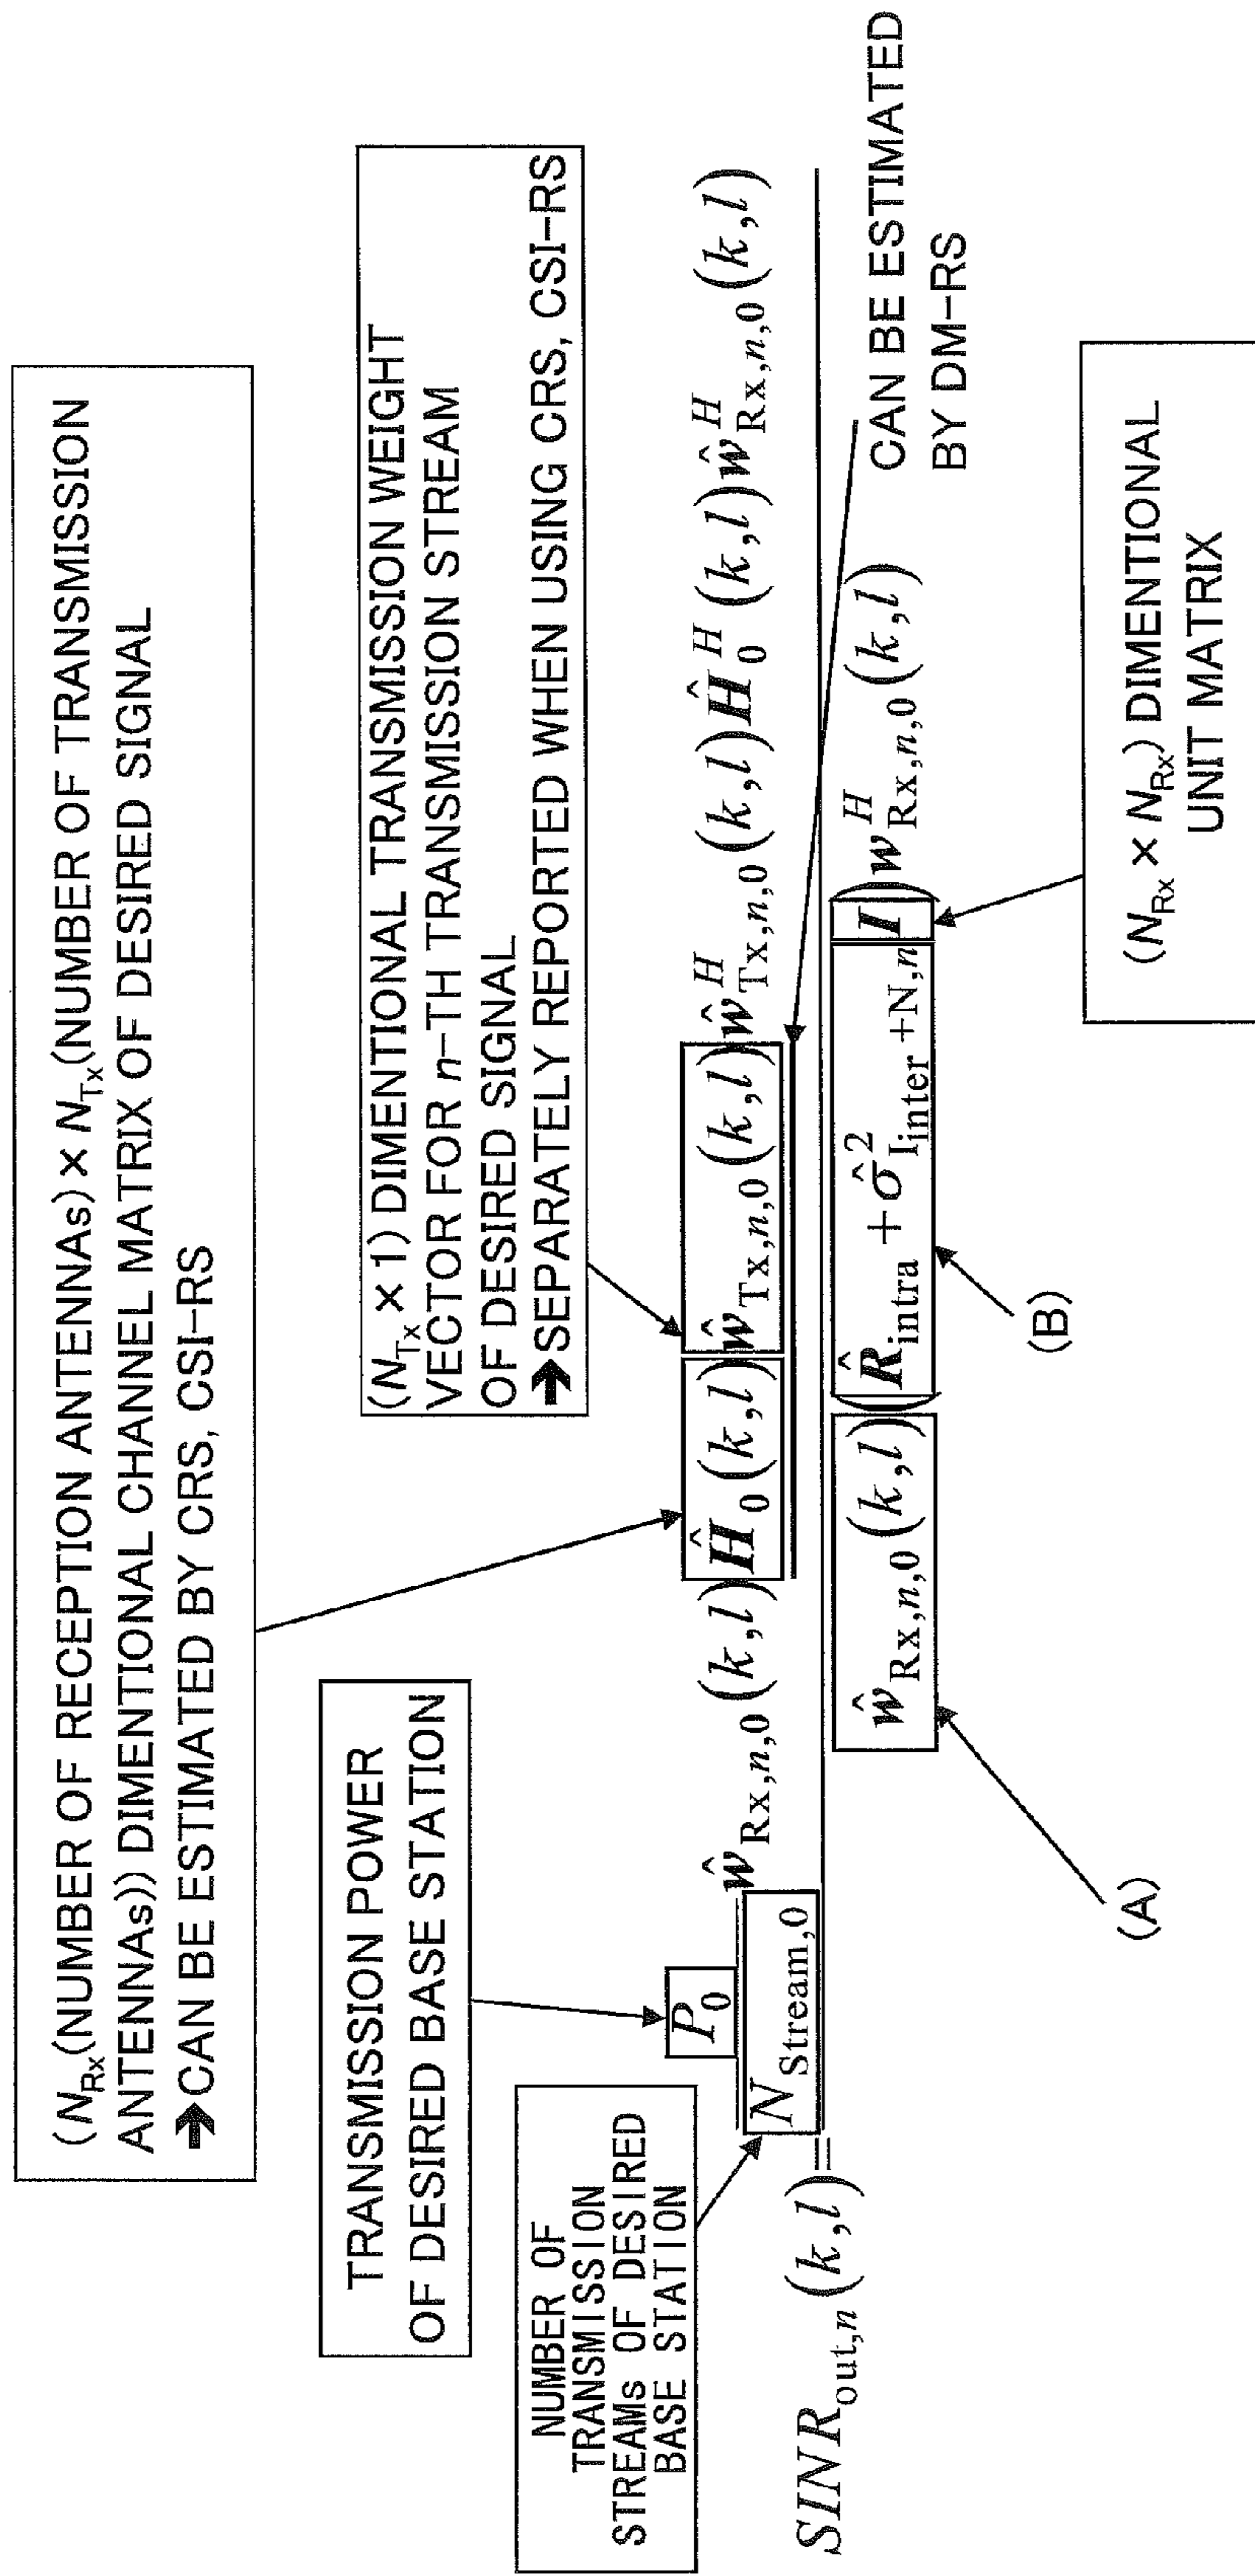 (N_Rx(NUMBER OF RECEPTION ANTENNAs) × N_Tx(NUMBER OF TRANSMISSION
ANTENNAs)) DIMENTIONAL CHANNEL MATRIX OF DESIRED SIGNAL
➔CAN BE ESTIMATED BY CRS, CSI-RS
TRANSMISSION POWER
OF DESIRED BASE STATION
(N_Tx × 1) DIMENTIONAL TRANSMISSION WEIGHT
VECTOR FOR n-TH TRANSMISSION STREAM
OF DESIRED SIGNAL
➔SEPARATELY REPORTED WHEN USING CRS, CSI-RS
NUMBER OF
TRANSMISSION
STREAMs OF DESIRED
BASE STATION
P_0
N_Stream,0
ŵ_Rx,n,0 (k,l) Ĥ_0 (k,l) ŵ_Tx,n,0 (k,l) ŵ^H_Tx,n,0 (k,l) Ĥ^H_0 (k,l) ŵ^H_Rx,n,0 (k,l)
SINR_out,n (k,l) =
ŵ_Rx,n,0 (k,l) (R̂_intra + σ̂^2_I_inter+N,n I) w^H_Rx,n,0 (k,l)
CAN BE ESTIMATED
BY DM-RS
(A)
(B)
(N_Rx × N_Rx) DIMENTIONAL
UNIT MATRIX